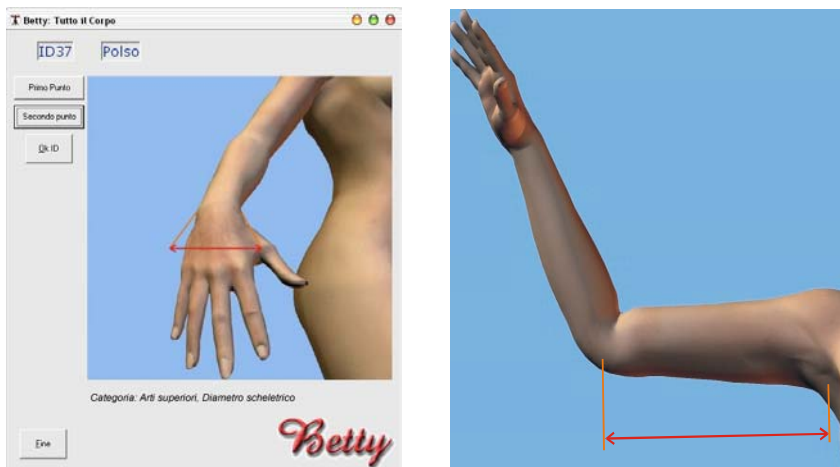 Betty: Tutto il Corpo
ID37 Polso
Primo Punto
Secondo punto
Ok ID
Categoria: Arti superiori, Diametro scheletrico
Fine
Betty